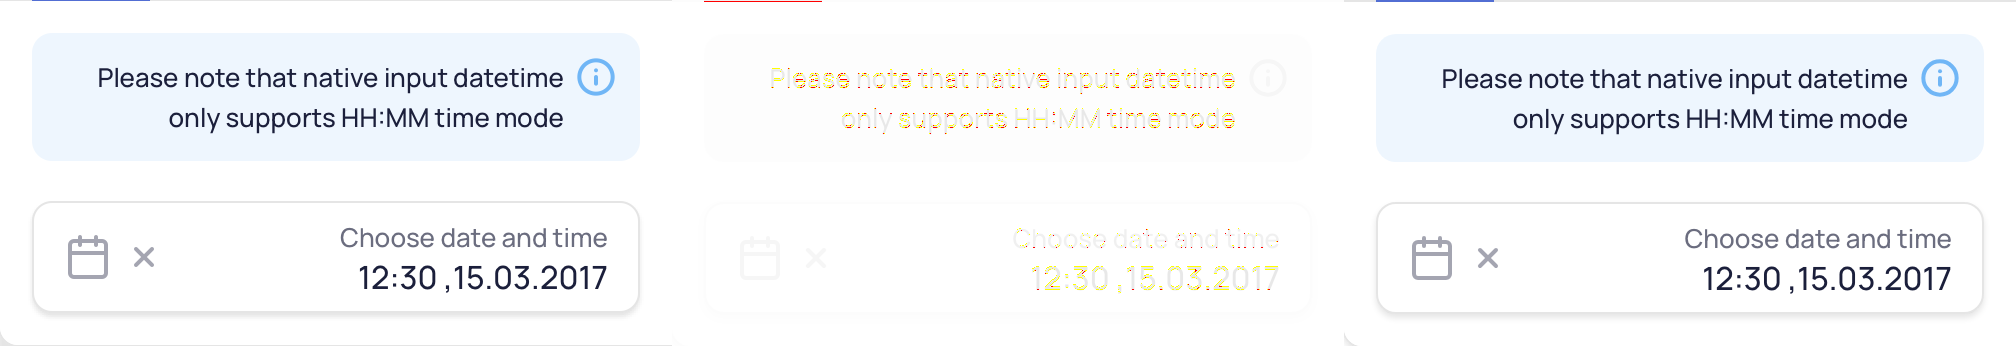 Please note that native input datetime
only supports HH:MM time mode
Choose date and time
12:30 ,15.03.2017
Please note that native input datetime
only supports HH:MM time mode
Choose date and time
12:30 ,15.03.2017
Please note that native input datetime
only supports HH:MM time mode
Choose date and time
12:30 ,15.03.2017